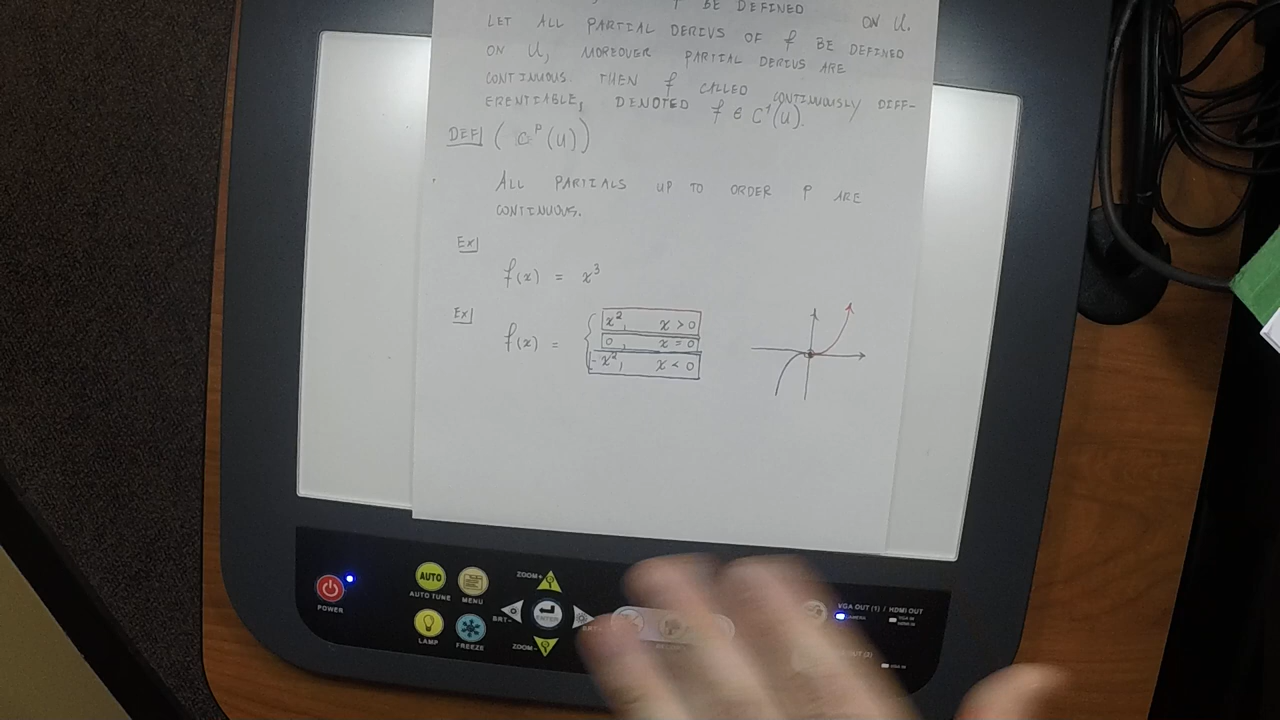 f BE DEFINED ON U.
LET ALL PARTIAL DERIVS OF f BE DEFINED
ON U, MOREOVER PARTIAL DERIVS ARE
CONTINUOUS. THEN f CALLED CONTINUOUSLY DIFF-
ERENTIABLE, DENOTED f ∈ C¹(U).
DEF (C^P(U))
ALL PARTIALS UP TO ORDER P ARE
CONTINUOUS.
EX
f(x) = x³
EX
f(x) = { x², x > 0
0, x = 0
-x², x < 0
POWER
AUTO
AUTO TUNE
MENU
LAMP
FREEZE
ZOOM+
BRT-
ENTER
ZOOM-
VGA OUT (1) / HDMI OUT
CAMERA